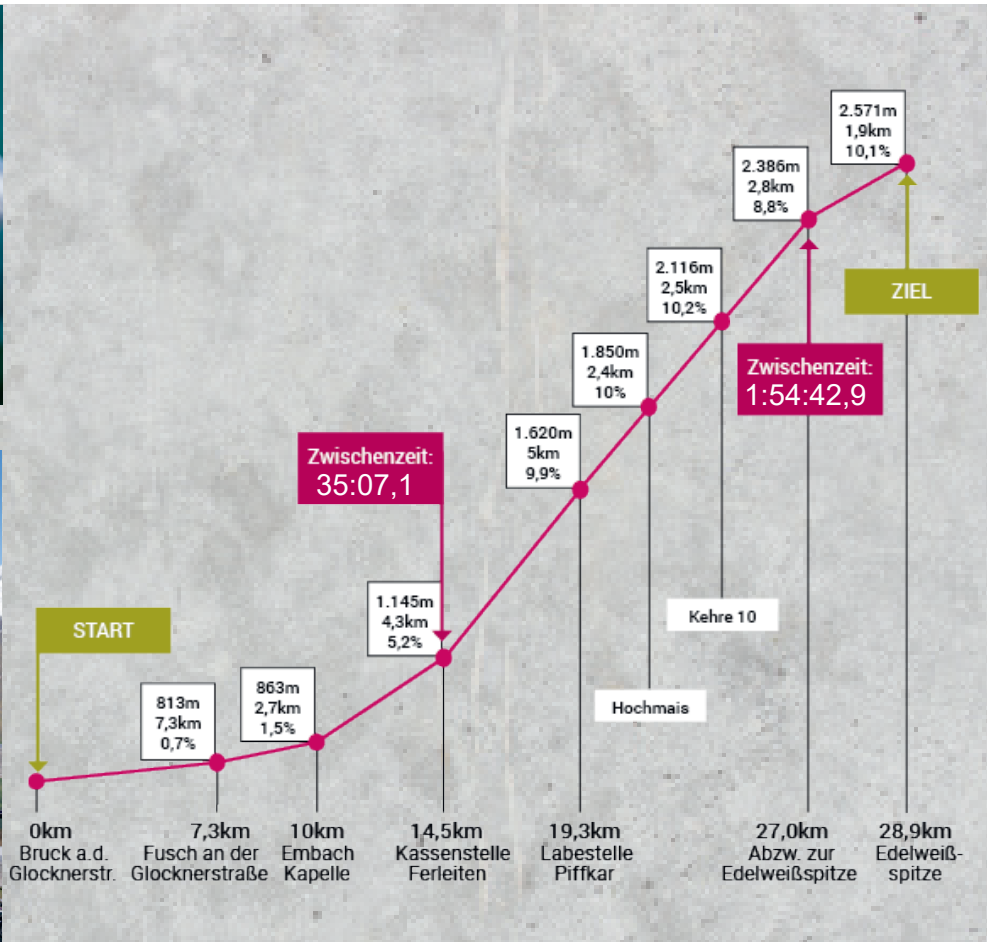 2.571m
1,9km
10,1%
2.386m
2,8km
8,8%
2.116m
2,5km
10,2%
ZIEL
1.850m
2,4km
10%
Zwischenzeit:
1:54:42,9
1.620m
5km
9,9%
Zwischenzeit:
35:07,1
1.145m
4,3km
5,2%
Kehre 10
START
863m
2,7km
1,5%
813m
7,3km
0,7%
Hochmais
0km
Bruck a.d.
Glocknerstr.
7,3km
Fusch an der
Glocknerstraße
10km
Embach
Kapelle
14,5km
Kassenstelle
Ferleiten
19,3km
Labestelle
Piffkar
27,0km
Abzw. zur
Edelweißspitze
28,9km
Edelweiß-
spitze